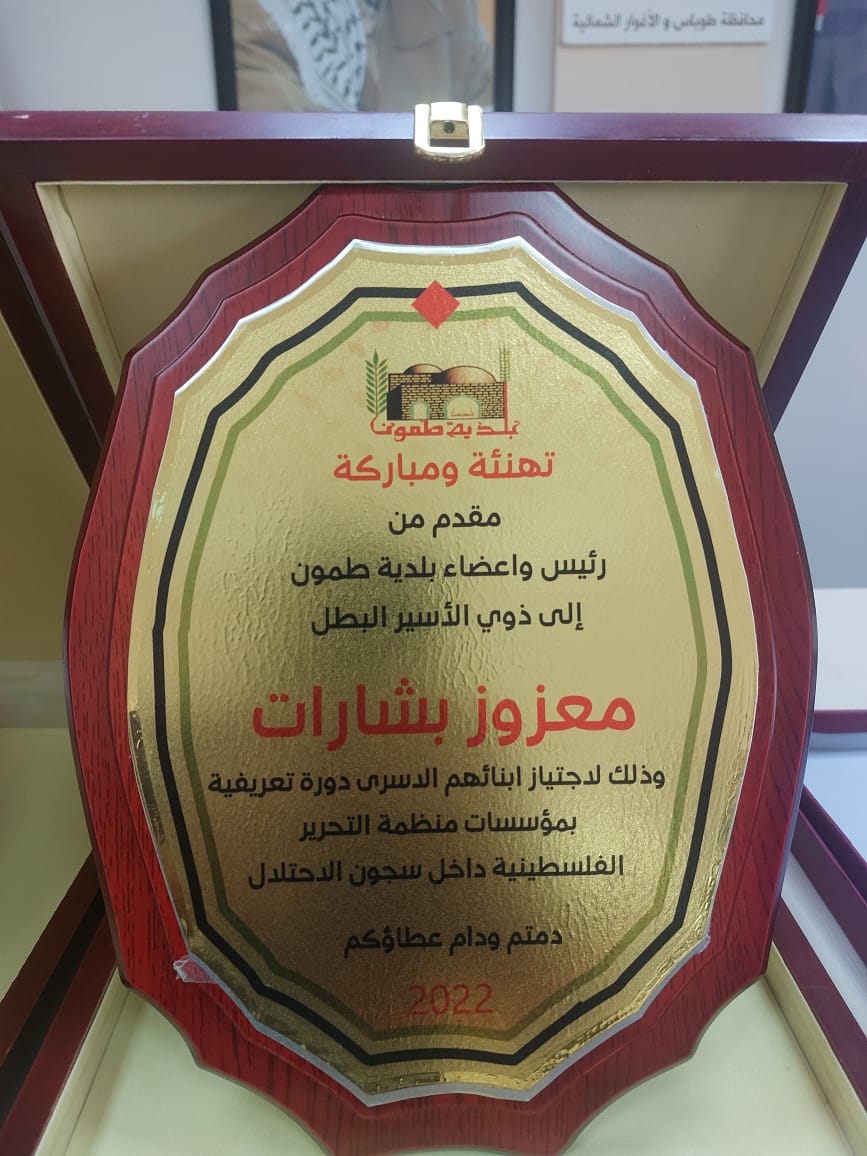 محافظة طوباس و الأغوار الشمالية
بلدية طمون
تهنئة ومباركة
مقدم من
رئيس واعضاء بلدية طمون
إلى ذوي الأسير البطل
معزوز بشارات
وذلك لاجتياز ابنائهم الاسرى دورة تعريفية
بمؤسسات منظمة التحرير
الفلسطينية داخل سجون الاحتلال
دمتم ودام عطاؤكم
2022